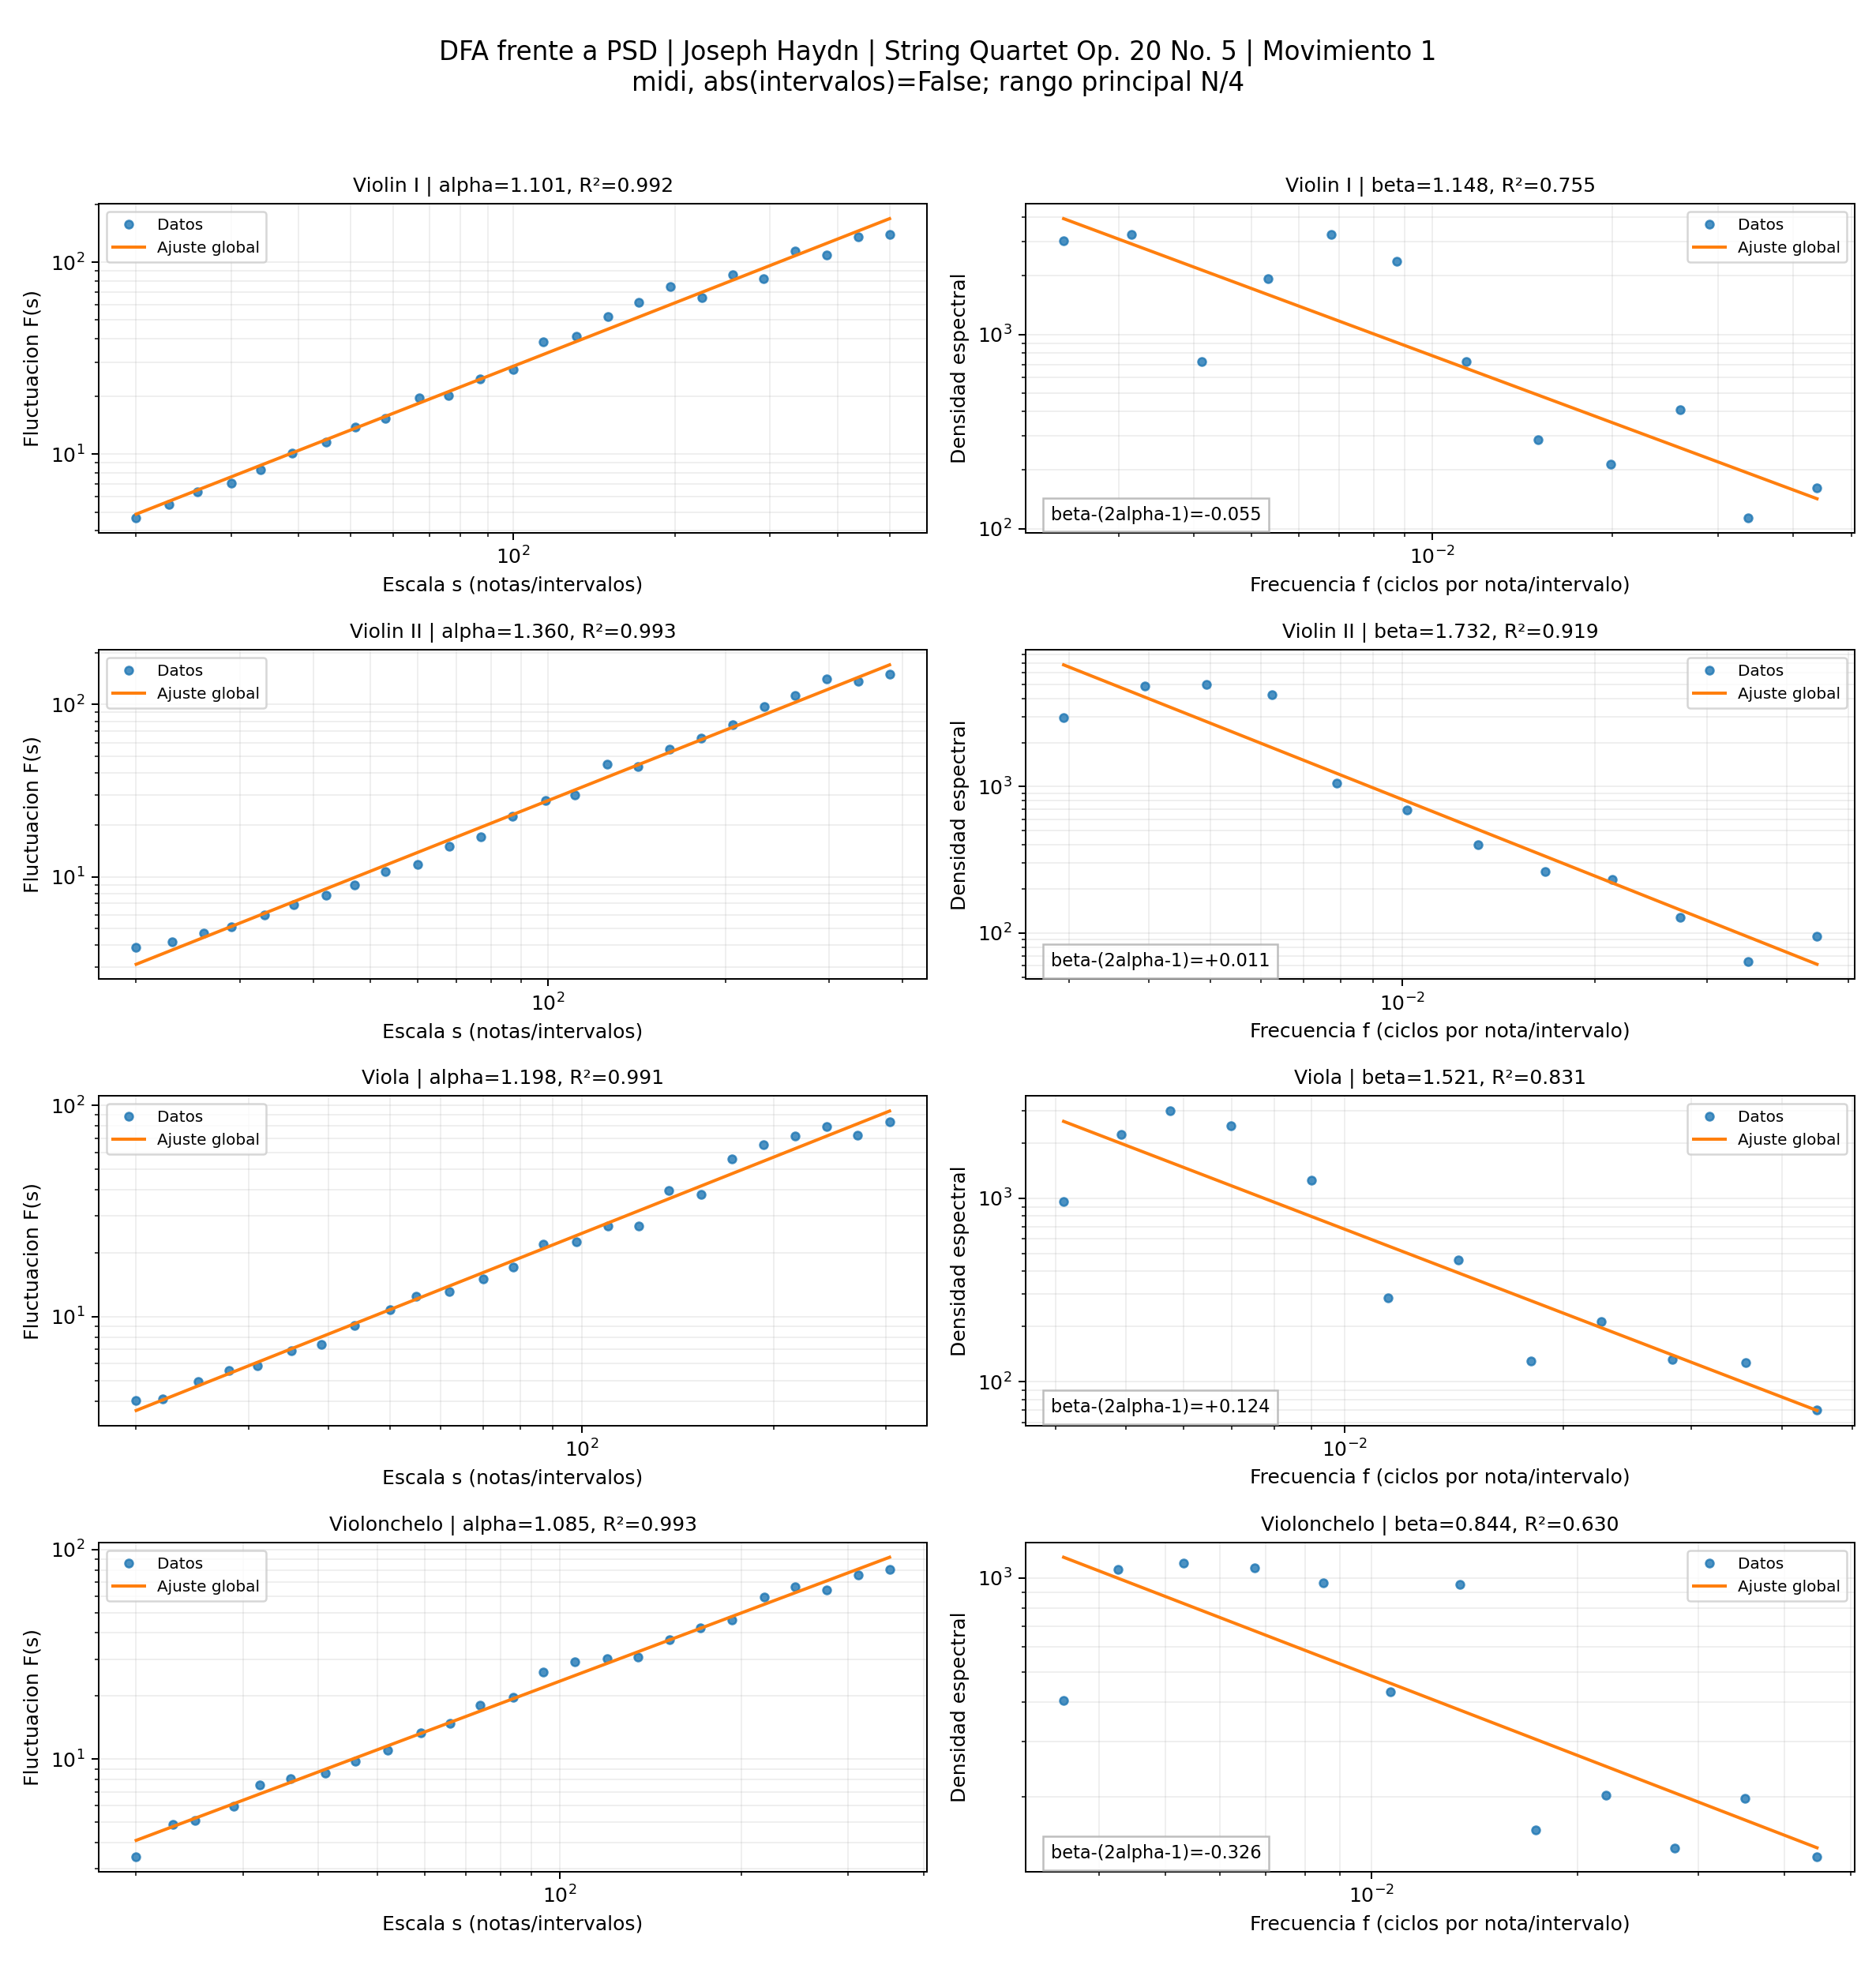 DFA frente a PSD | Joseph Haydn | String Quartet Op. 20 No. 5 | Movimiento 1
midi, abs(intervalos)=False; rango principal N/4
Violin I | alpha=1.101, R²=0.992
Datos
Ajuste global
10²
10¹
Fluctuacion F(s)
10²
Escala s (notas/intervalos)
Violin I | beta=1.148, R²=0.755
Datos
Ajuste global
10³
10²
Densidad espectral
beta-(2alpha-1)=-0.055
10⁻²
Frecuencia f (ciclos por nota/intervalo)
Violin II | alpha=1.360, R²=0.993
Datos
Ajuste global
10²
10¹
Fluctuacion F(s)
10²
Escala s (notas/intervalos)
Violin II | beta=1.732, R²=0.919
Datos
Ajuste global
10³
10²
Densidad espectral
beta-(2alpha-1)=+0.011
10⁻²
Frecuencia f (ciclos por nota/intervalo)
Viola | alpha=1.198, R²=0.991
Datos
Ajuste global
10²
10¹
Fluctuacion F(s)
10²
Escala s (notas/intervalos)
Viola | beta=1.521, R²=0.831
Datos
Ajuste global
10³
10²
Densidad espectral
beta-(2alpha-1)=+0.124
10⁻²
Frecuencia f (ciclos por nota/intervalo)
Violonchelo | alpha=1.085, R²=0.993
Datos
Ajuste global
10²
10¹
Fluctuacion F(s)
10²
Escala s (notas/intervalos)
Violonchelo | beta=0.844, R²=0.630
Datos
Ajuste global
10³
Densidad espectral
beta-(2alpha-1)=-0.326
10⁻²
Frecuencia f (ciclos por nota/intervalo)